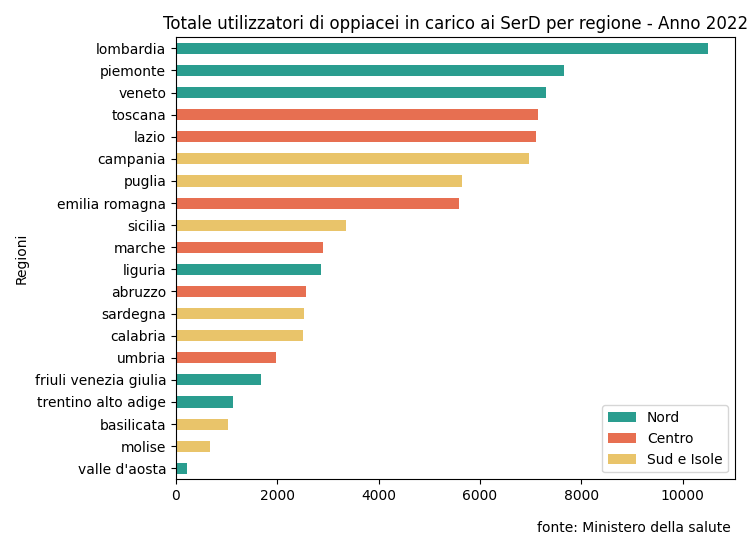 Totale utilizzatori di oppiacei in carico ai SerD per regione - Anno 2022
lombardia
piemonte
veneto
toscana
lazio
campania
puglia
emilia romagna
sicilia
marche
liguria
abruzzo
sardegna
calabria
umbria
friuli venezia giulia
trentino alto adige
basilicata
molise
valle d'aosta
Regioni
Nord
Centro
Sud e Isole
0 2000 4000 6000 8000 10000
fonte: Ministero della salute